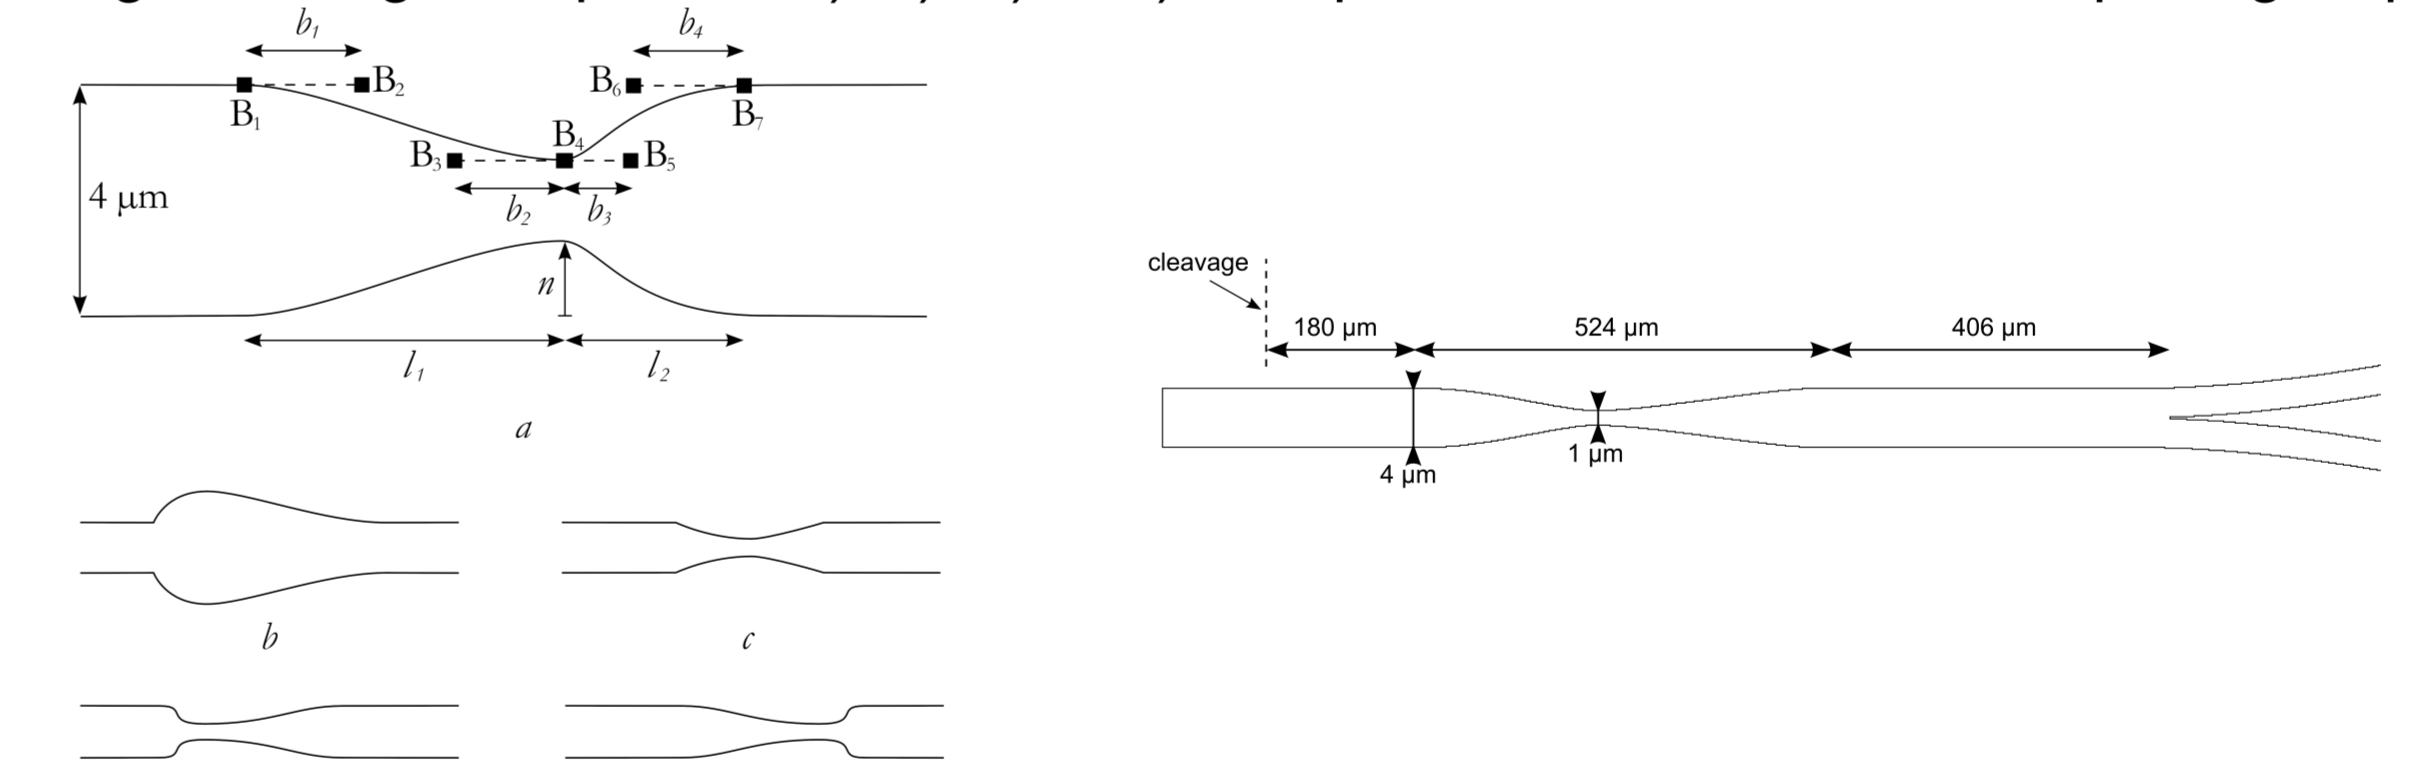 b₁
b₄
B₂
B₆
B₁
B₇
B₄
B₃
B₅
4 μm
b₂
b₃
n
l₁
l₂
a
b
c
cleavage
180 μm
524 μm
406 μm
1 μm
4 μm